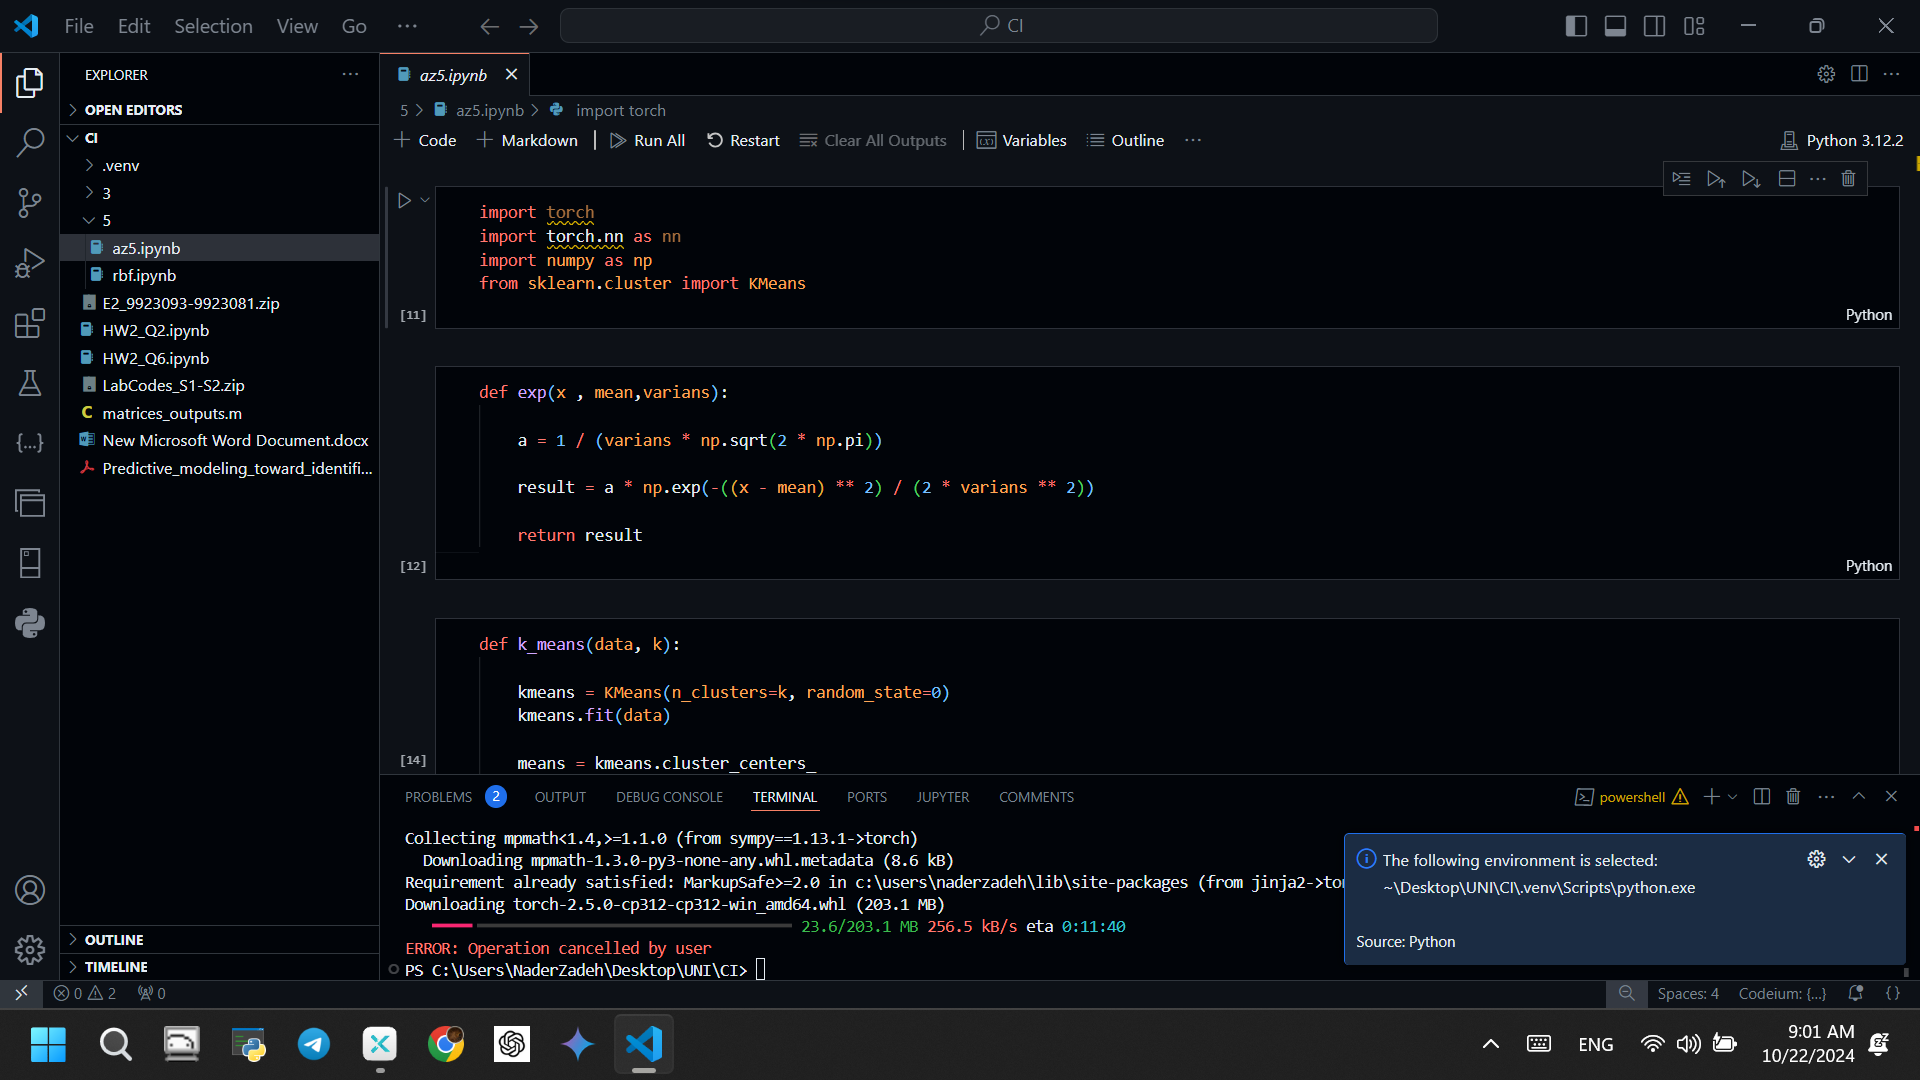 File Edit Selection View Go ···
CI
EXPLORER ···
OPEN EDITORS
CI
.venv
3
5
az5.ipynb
rbf.ipynb
E2_9923093-9923081.zip
HW2_Q2.ipynb
HW2_Q6.ipynb
LabCodes_S1-S2.zip
C matrices_outputs.m
New Microsoft Word Document.docx
Predictive_modeling_toward_identifi...
OUTLINE
TIMELINE
az5.ipynb
5 > az5.ipynb > import torch
+ Code + Markdown | Run All Restart Clear All Outputs | Variables Outline ···
Python 3.12.2
import torch
import torch.nn as nn
import numpy as np
from sklearn.cluster import KMeans
[11]
Python
def exp(x , mean,varians):
a = 1 / (varians * np.sqrt(2 * np.pi))
result = a * np.exp(-((x - mean) ** 2) / (2 * varians ** 2))
return result
[12]
Python
def k_means(data, k):
kmeans = KMeans(n_clusters=k, random_state=0)
kmeans.fit(data)
[14]
means = kmeans.cluster_centers_
PROBLEMS 2 OUTPUT DEBUG CONSOLE TERMINAL PORTS JUPYTER COMMENTS
powershell
Collecting mpmath<1.4,>=1.1.0 (from sympy==1.13.1->torch)
Downloading mpmath-1.3.0-py3-none-any.whl.metadata (8.6 kB)
Requirement already satisfied: MarkupSafe>=2.0 in c:\users\naderzadeh\lib\site-packages (from jinja2->tor
Downloading torch-2.5.0-cp312-cp312-win_amd64.whl (203.1 MB)
23.6/203.1 MB 256.5 kB/s eta 0:11:40
ERROR: Operation cancelled by user
PS C:\Users\NaderZadeh\Desktop\UNI\CI>
The following environment is selected:
~\Desktop\UNI\CI\.venv\Scripts\python.exe
Source: Python
0 2 0
Spaces: 4 Codeium: {...} {}
ENG
9:01 AM
10/22/2024